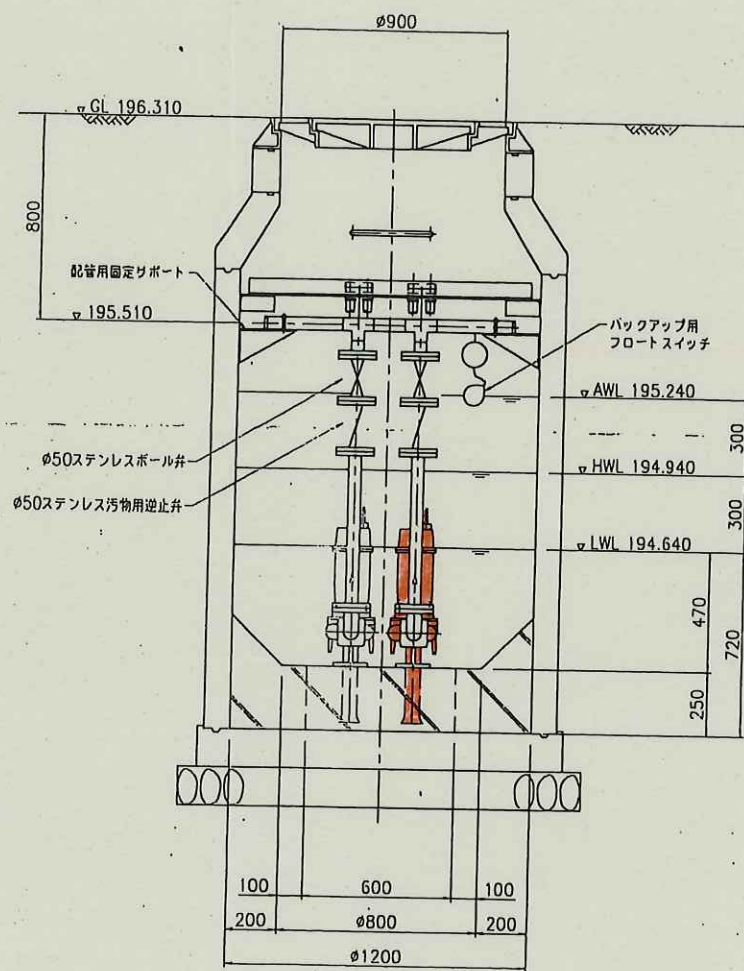 ø900
GL 196.310
800
配管用固定サポート
195.510
バックアップ用
フロートスイッチ
AWL 195.240
300
ø50ステンレスボール弁
HWL 194.940
ø50ステンレス汚物用逆止弁
300
LWL 194.640
470
720
250
100
600
100
200
ø800
200
ø1200